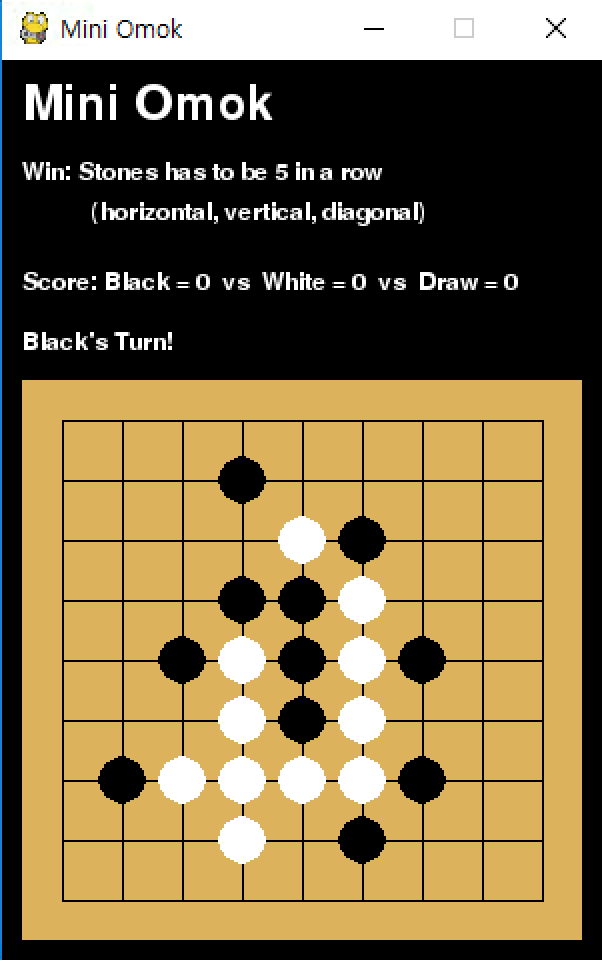 Mini Omok
Mini Omok
Win: Stones has to be 5 in a row
(horizontal, vertical, diagonal)
Score: Black = 0 vs White = 0 vs Draw = 0
Black's Turn!